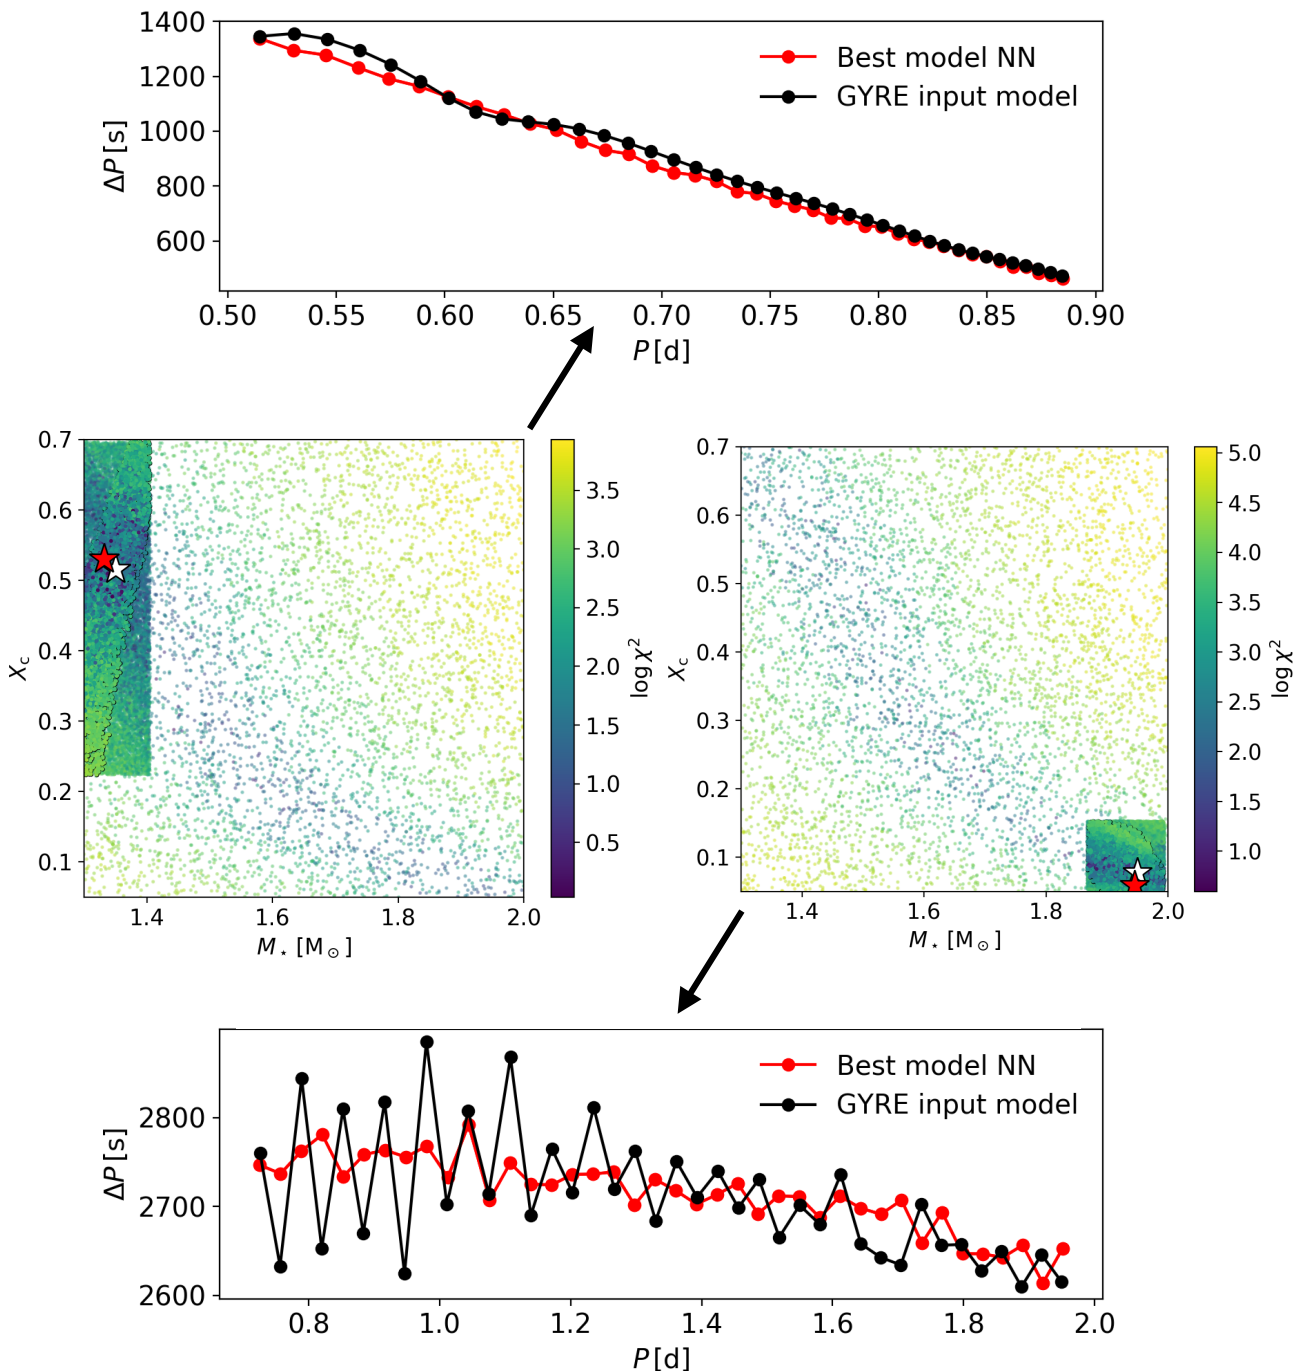 1400
1200
1000
800
600
ΔP [s]
Best model NN
GYRE input model
0.50 0.55 0.60 0.65 0.70 0.75 0.80 0.85 0.90
P [d]
0.7
0.6
0.5
0.4
0.3
0.2
0.1
X_c
1.4 1.6 1.8 2.0
M⋆ [M⊙]
3.5
3.0
2.5
2.0
1.5
1.0
0.5
log χ²
0.7
0.6
0.5
0.4
0.3
0.2
0.1
X_c
1.4 1.6 1.8 2.0
M⋆ [M⊙]
5.0
4.5
4.0
3.5
3.0
2.5
2.0
1.5
1.0
log χ²
2800
2700
2600
ΔP [s]
Best model NN
GYRE input model
0.8 1.0 1.2 1.4 1.6 1.8 2.0
P [d]